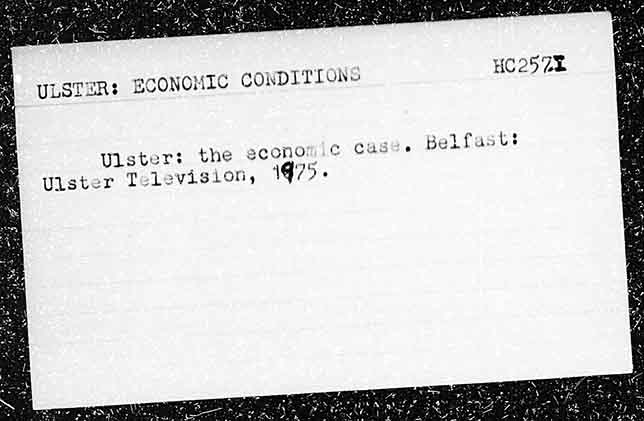 ULSTER: ECONOMIC CONDITIONS HC257I
Ulster: the economic case. Belfast:
Ulster Television, 1975.